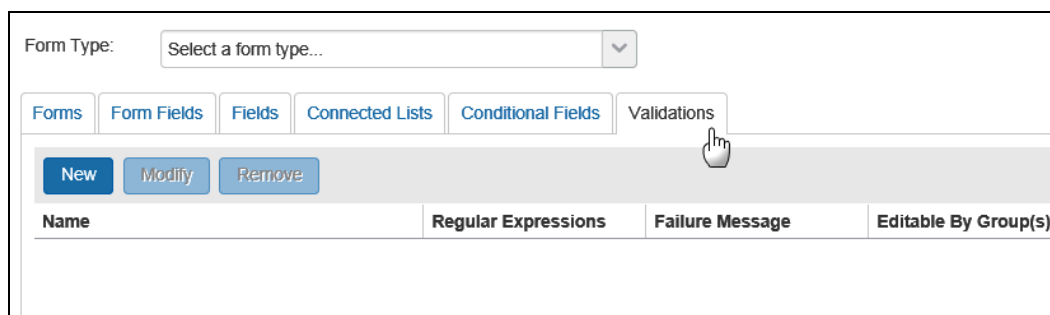 Form Type: Select a form type...
Forms Form Fields Fields Connected Lists Conditional Fields Validations
New Modify Remove
Name Regular Expressions Failure Message Editable By Group(s)